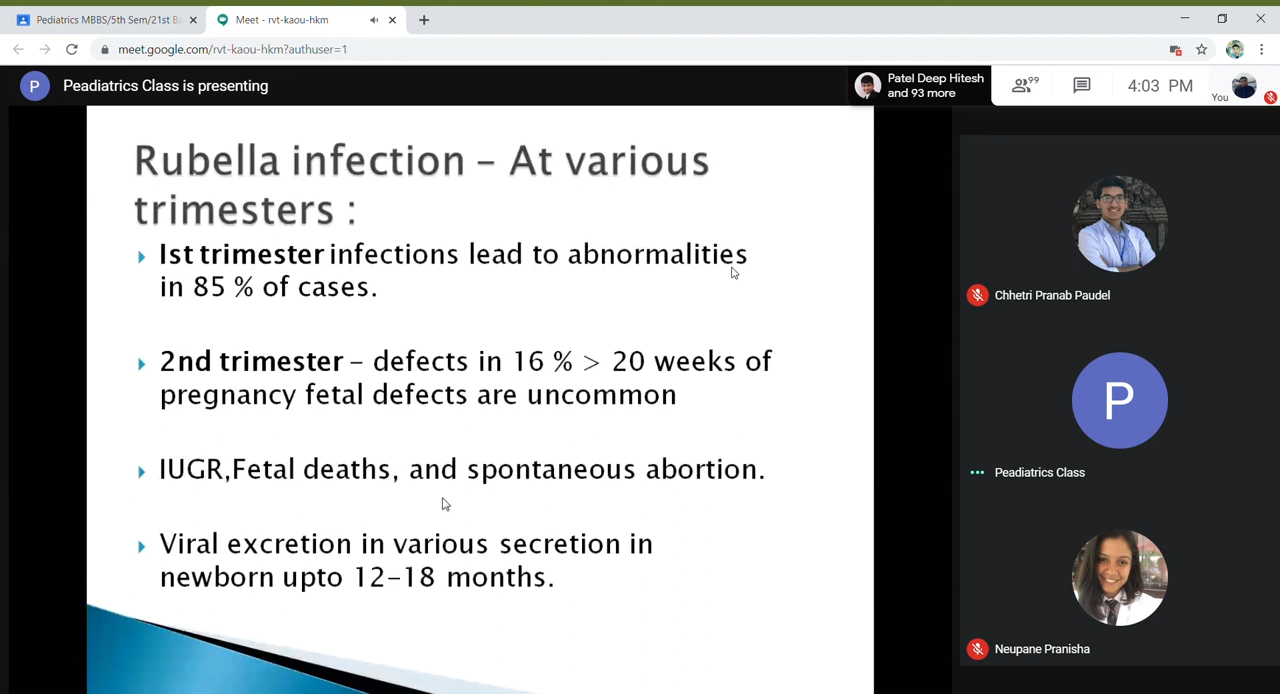 Pediatrics MBBS/5th Sem/21st Ba
Meet - rvt-kaou-hkm
meet.google.com/rvt-kaou-hkm?authuser=1
P
Peadiatrics Class is presenting
Patel Deep Hitesh
and 93 more
99
4:03 PM
You
Rubella infection – At various
trimesters :
1st trimester infections lead to abnormalities
in 85 % of cases.
2nd trimester – defects in 16 % > 20 weeks of
pregnancy fetal defects are uncommon
IUGR,Fetal deaths, and spontaneous abortion.
Viral excretion in various secretion in
newborn upto 12-18 months.
Chhetri Pranab Paudel
P
Peadiatrics Class
Neupane Pranisha